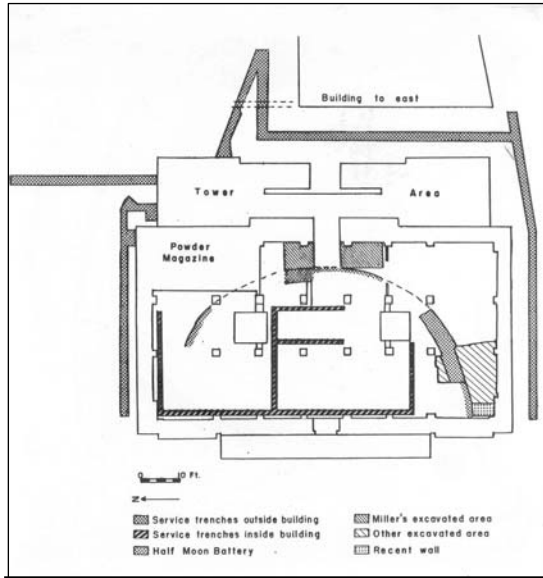 Building to east
Tower Area
Powder
Magazine
0 10 Ft.
N
Service trenches outside building
Service trenches inside building
Half Moon Battery
Miller's excavated area
Other excavated area
Recent wall